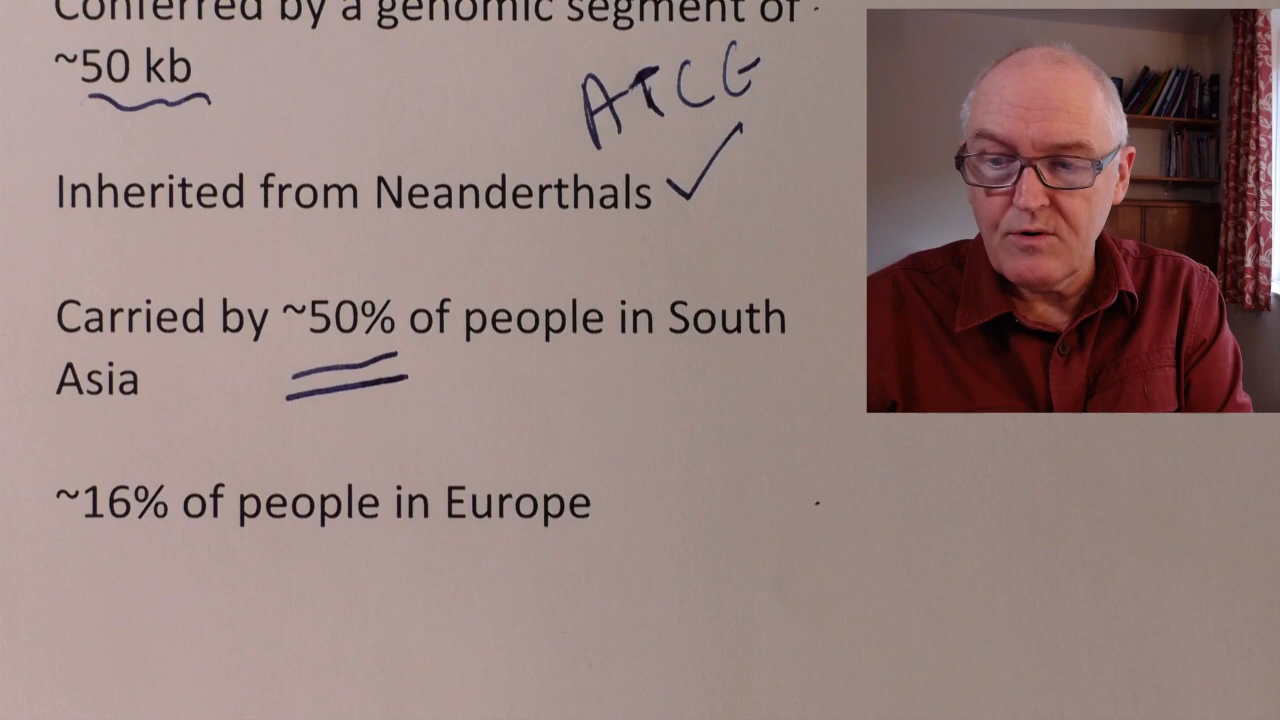 Conferred by a genomic segment of
~50 kb
ATCG
Inherited from Neanderthals
Carried by ~50% of people in South
Asia
~16% of people in Europe